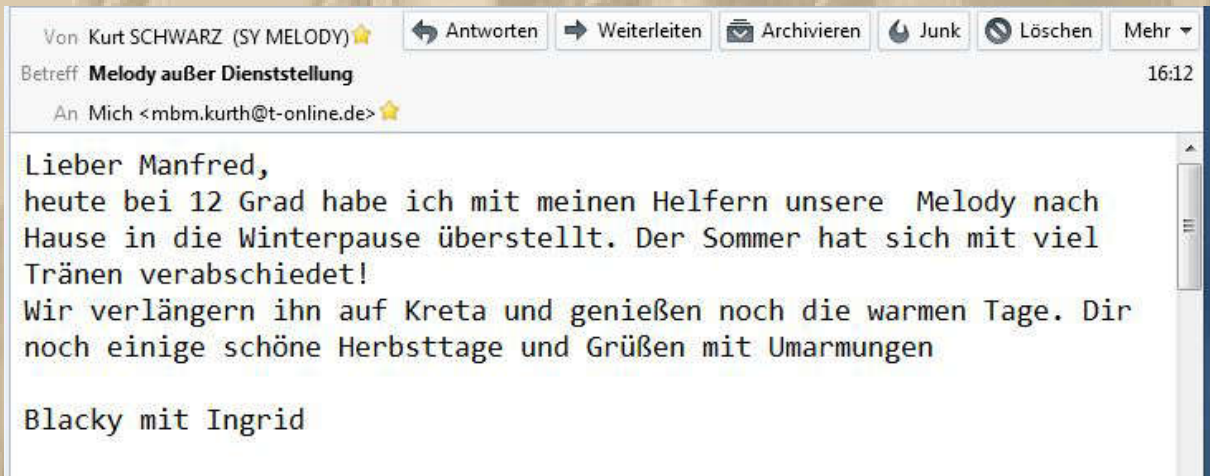 Von Kurt SCHWARZ (SY MELODY) Antworten Weiterleiten Archivieren Junk Löschen Mehr
Betreff Melody außer Dienststellung 16:12
An Mich <mbm.kurth@t-online.de>
Lieber Manfred,
heute bei 12 Grad habe ich mit meinen Helfern unsere Melody nach
Hause in die Winterpause überstellt. Der Sommer hat sich mit viel
Tränen verabschiedet!
Wir verlängern ihn auf Kreta und genießen noch die warmen Tage. Dir
noch einige schöne Herbsttage und Grüßen mit Umarmungen
Blacky mit Ingrid